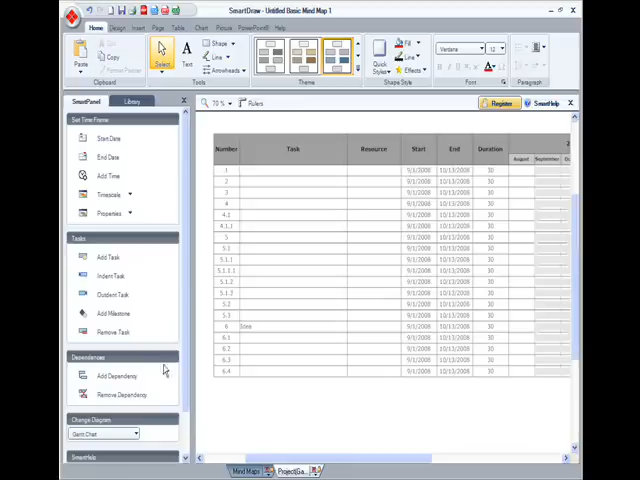 SmartDraw - Untitled Basic Mind Map 1
Home Design Insert Page Table Chart Picture PowerPoint® Help
Paste
Cut
Copy
Format Painter
Clipboard
Select
Text
Shape
Line
Arrowheads
Tools
Theme
Quick
Styles
Fill
Line
Effects
Shape Style
Verdana 12
Font
Paragraph
SmartPanel Library
70 % Rulers
Register SmartHelp
Set Time Frame
Start Date
End Date
Add Time
Timescale
Properties
Tasks
Add Task
Indent Task
Outdent Task
Add Milestone
Remove Task
Dependencies
Add Dependency
Remove Dependency
Change Diagram
Gantt Chart
SmartHelp
Number Task Resource Start End Duration 2
August September Oc
1 9/1/2008 10/13/2008 30
2 9/1/2008 10/13/2008 30
3 9/1/2008 10/13/2008 30
4 9/1/2008 10/13/2008 30
4.1 9/1/2008 10/13/2008 30
4.1.1 9/1/2008 10/13/2008 30
5 9/1/2008 10/13/2008 30
5.1 9/1/2008 10/13/2008 30
5.1.1 9/1/2008 10/13/2008 30
5.1.1.1 9/1/2008 10/13/2008 30
5.1.2 9/1/2008 10/13/2008 30
5.1.2 9/1/2008 10/13/2008 30
5.2 9/1/2008 10/13/2008 30
5.3 9/1/2008 10/13/2008 30
6 Idea 9/1/2008 10/13/2008 30
6.1 9/1/2008 10/13/2008 30
6.2 9/1/2008 10/13/2008 30
6.3 9/1/2008 10/13/2008 30
6.4 9/1/2008 10/13/2008 30
Mind Maps Project(Ga...